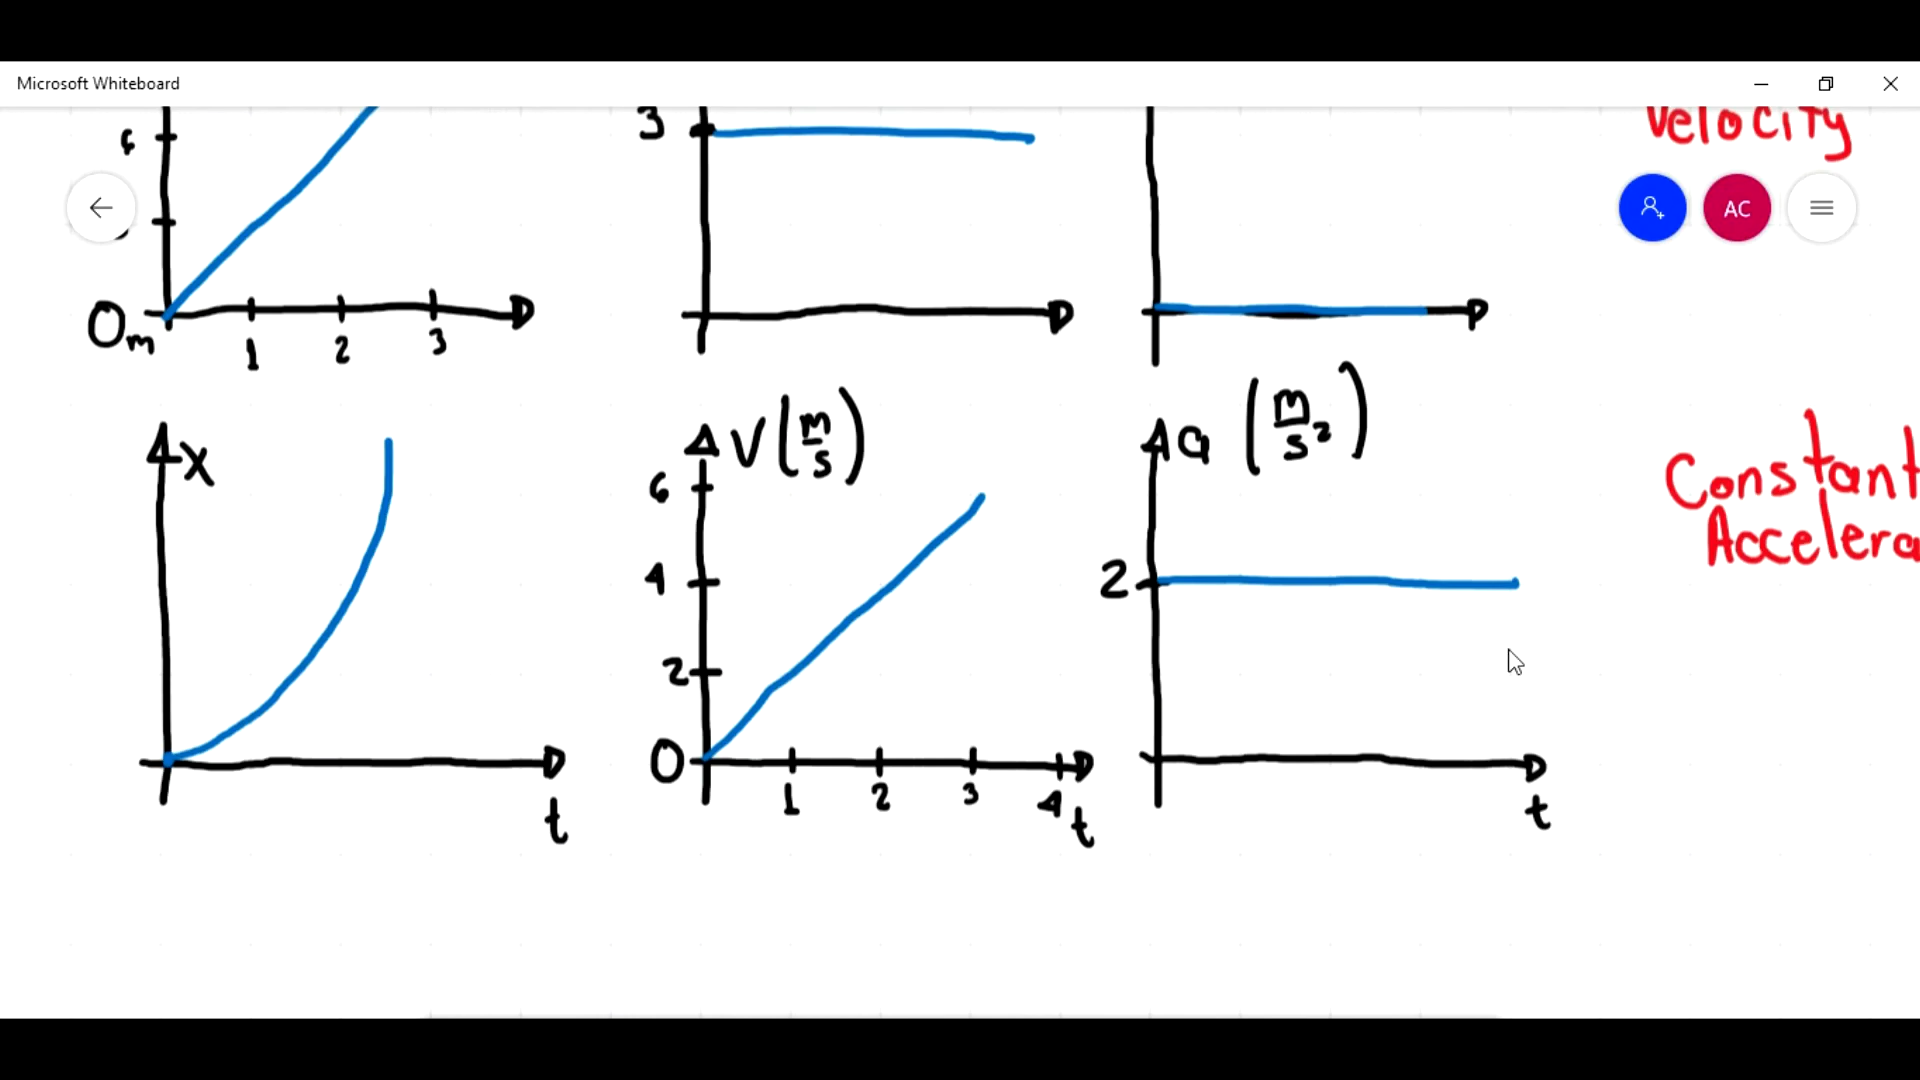 Microsoft Whiteboard
6
3
Velocity
AC
0m
1 2 3
x
V (m/s)
a (m/s²)
6
4
2
0
1 2 3 4
2
Constant
Accelera
t
t
t